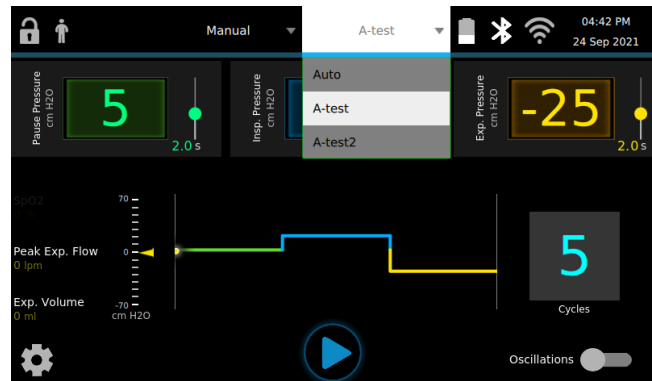 Manual
A-test
04:42 PM
24 Sep 2021
Auto
A-test
A-test2
Pause Pressure
cm H2O
5
2.0 s
Insp. Pressure
cm H2O
Exp. Pressure
cm H2O
-25
2.0 s
SpO2
70
Peak Exp. Flow
0 lpm
0
Exp. Volume
0 ml
-70
cm H2O
5
Cycles
Oscillations